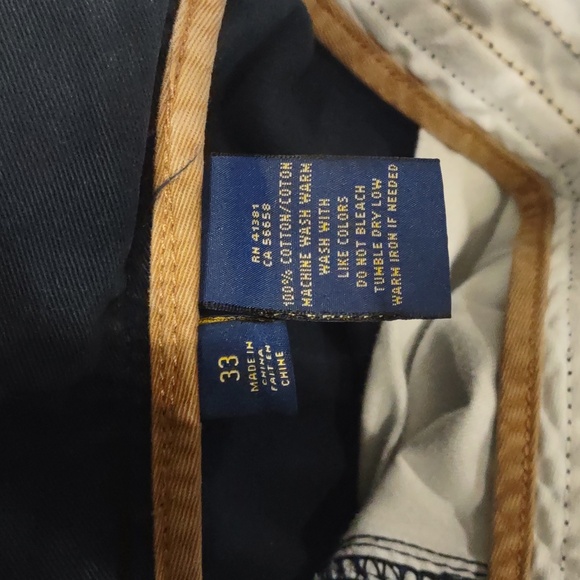 RN 41381
CA 56658
100% COTTON/COTON
MACHINE WASH WARM
WASH WITH
LIKE COLORS
DO NOT BLEACH
TUMBLE DRY LOW
WARM IRON IF NEEDED
33
MADE IN
CHINA
FAIT EN
CHINE